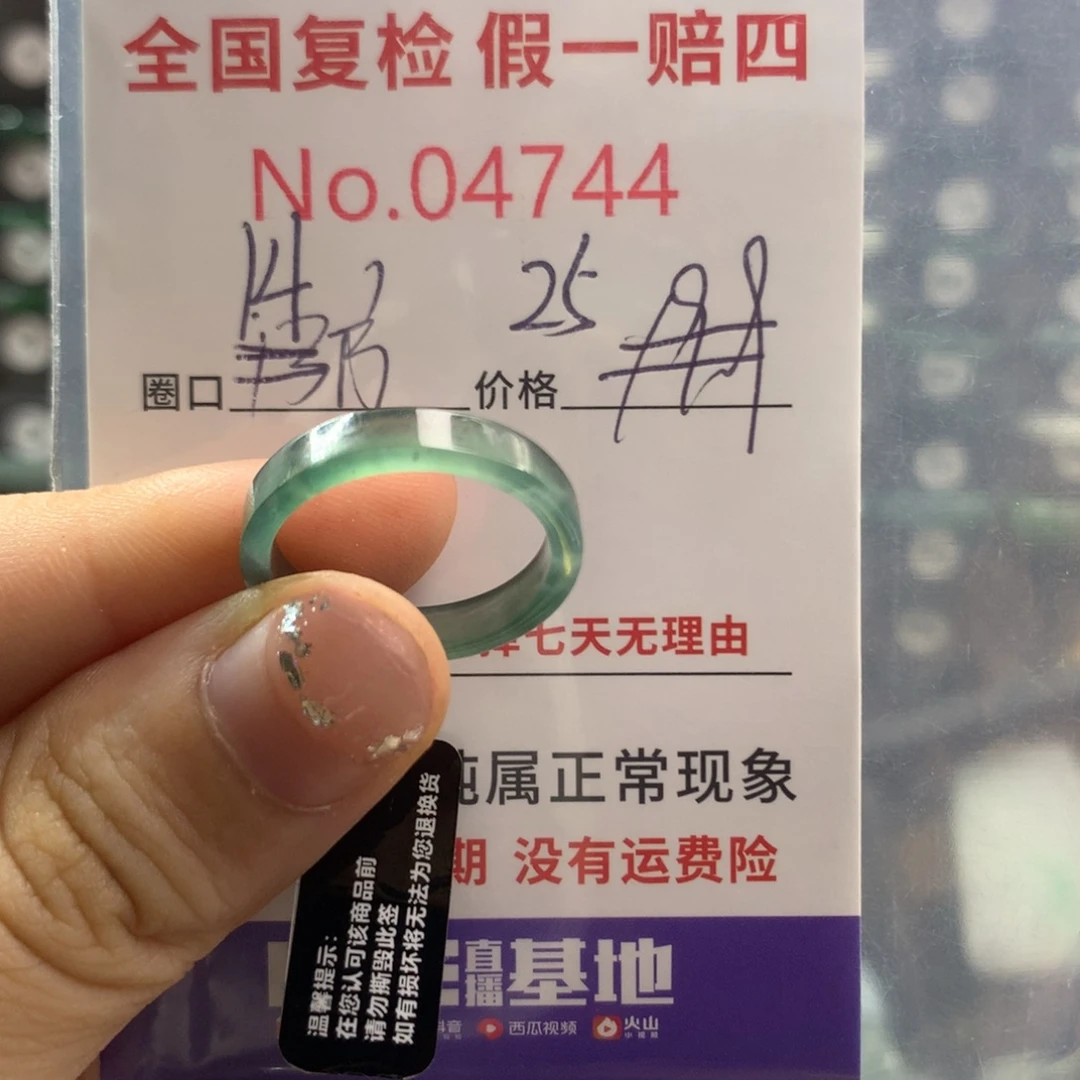 全国复检 假一赔四
No.04744
25
圈口 价格
七天无理由
属正常现象
期 没有运费险
直播基地
西瓜视频 火山
温馨提示:
在您认可该商品前
请勿撕毁此签
如有损坏将无法为您退换货